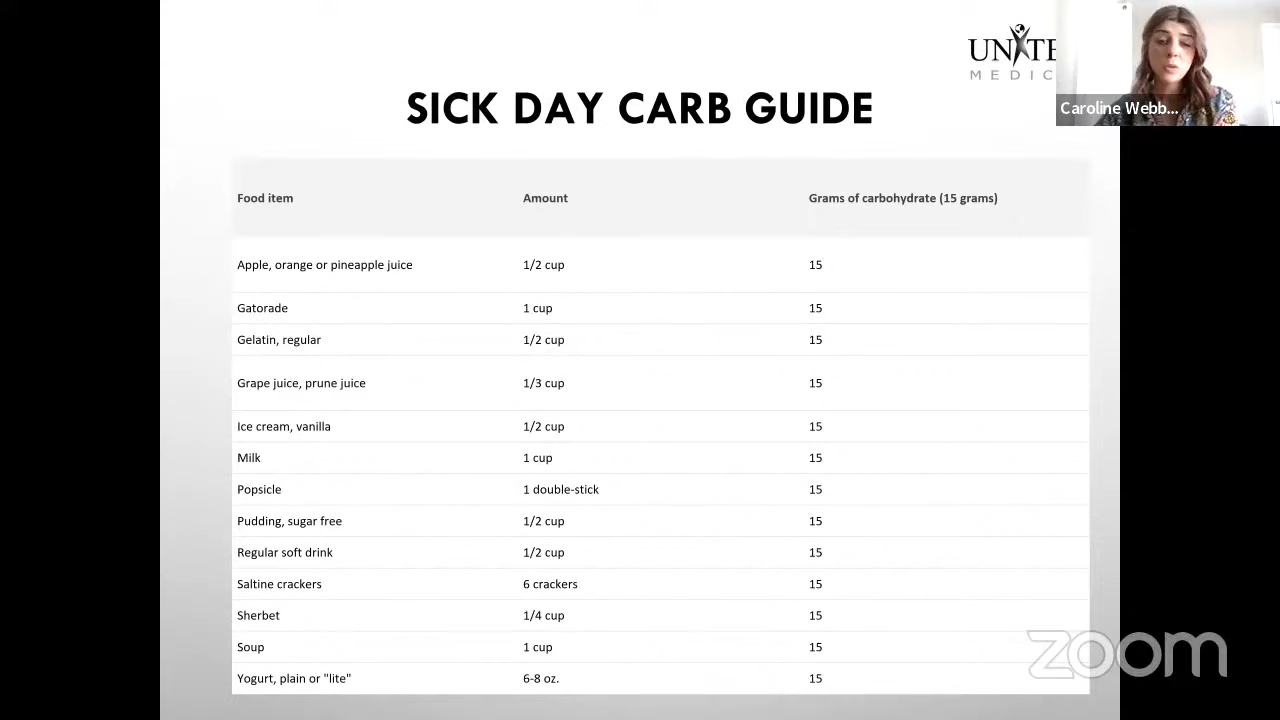 UNITE
MEDIC
Caroline Webb...
SICK DAY CARB GUIDE
Food item Amount Grams of carbohydrate (15 grams)
Apple, orange or pineapple juice 1/2 cup 15
Gatorade 1 cup 15
Gelatin, regular 1/2 cup 15
Grape juice, prune juice 1/3 cup 15
Ice cream, vanilla 1/2 cup 15
Milk 1 cup 15
Popsicle 1 double-stick 15
Pudding, sugar free 1/2 cup 15
Regular soft drink 1/2 cup 15
Saltine crackers 6 crackers 15
Sherbet 1/4 cup 15
Soup 1 cup 15
Yogurt, plain or "lite" 6-8 oz. 15
zoom